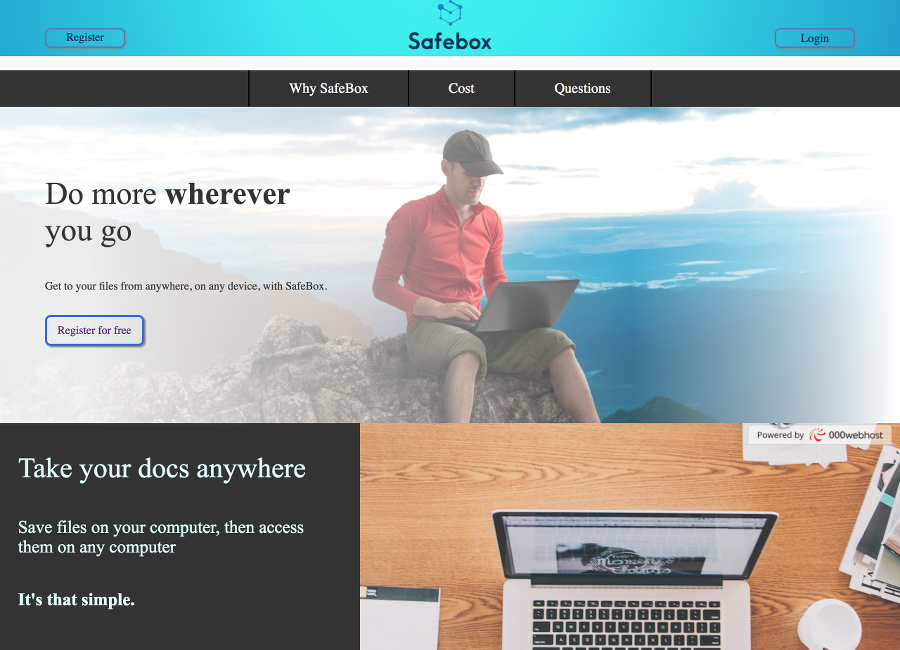 Register
Safebox
Login
Why SafeBox
Cost
Questions
Do more wherever
you go
Get to your files from anywhere, on any device, with SafeBox.
Register for free
Powered by 000webhost
Take your docs anywhere
Save files on your computer, then access
them on any computer
It's that simple.